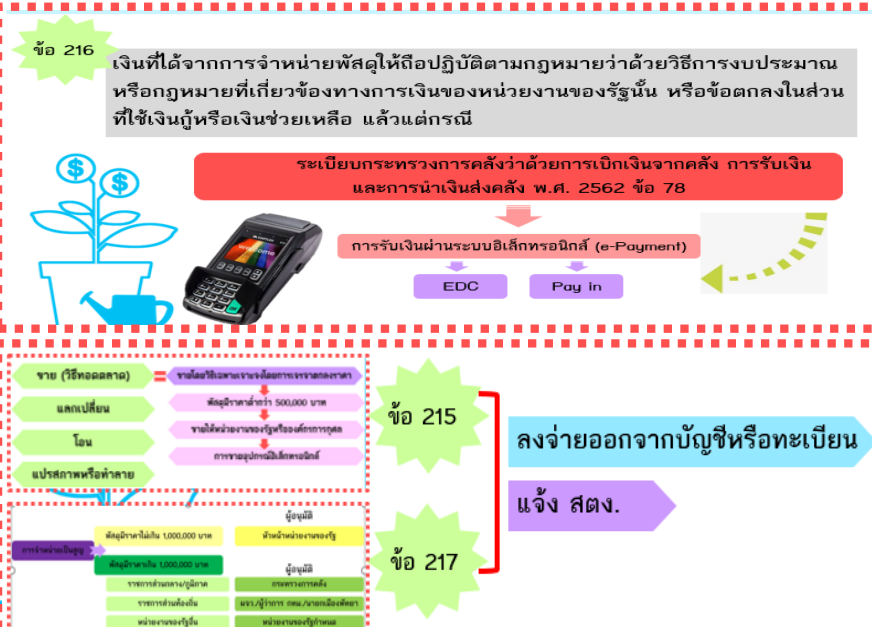 ข้อ 216
เงินที่ได้จากการจำหน่ายพัสดุให้ถือปฏิบัติตามกฎหมายว่าด้วยวิธีการงบประมาณ
หรือกฎหมายที่เกี่ยวข้องทางการเงินของหน่วยงานของรัฐนั้น หรือข้อตกลงในส่วน
ที่ใช้เงินกู้หรือเงินช่วยเหลือ แล้วแต่กรณี
ระเบียบกระทรวงการคลังว่าด้วยการเบิกเงินจากคลัง การรับเงิน
และการนำเงินส่งคลัง พ.ศ. 2562 ข้อ 78
การรับเงินผ่านระบบอิเล็กทรอนิกส์ (e-Payment)
EDC
Pay in
welcome
ขาย (วิธีทอดตลาด)
=
ขายโดยวิธีเฉพาะเจาะจงโดยการเจรจาตกลงราคา
แลกเปลี่ยน
พัสดุมีราคาต่ำกว่า 500,000 บาท
โอน
ขายให้หน่วยงานของรัฐหรือองค์กรการกุศล
แปรสภาพหรือทำลาย
การขายอุปกรณ์อิเล็กทรอนิกส์
ข้อ 215
ลงจ่ายออกจากบัญชีหรือทะเบียน
แจ้ง สตง.
ข้อ 217
ผู้อนุมัติ
การจำหน่ายเป็นสูญ
พัสดุมีราคาไม่เกิน 1,000,000 บาท
หัวหน้าหน่วยงานของรัฐ
พัสดุมีราคาเกิน 1,000,000 บาท
ผู้อนุมัติ
ราชการส่วนกลาง/ภูมิภาค
กระทรวงการคลัง
ราชการส่วนท้องถิ่น
ผวจ./ผู้ว่าการ กทม./นายกเมืองพัทยา
หน่วยงานของรัฐอื่น
หน่วยงานของรัฐกำหนด